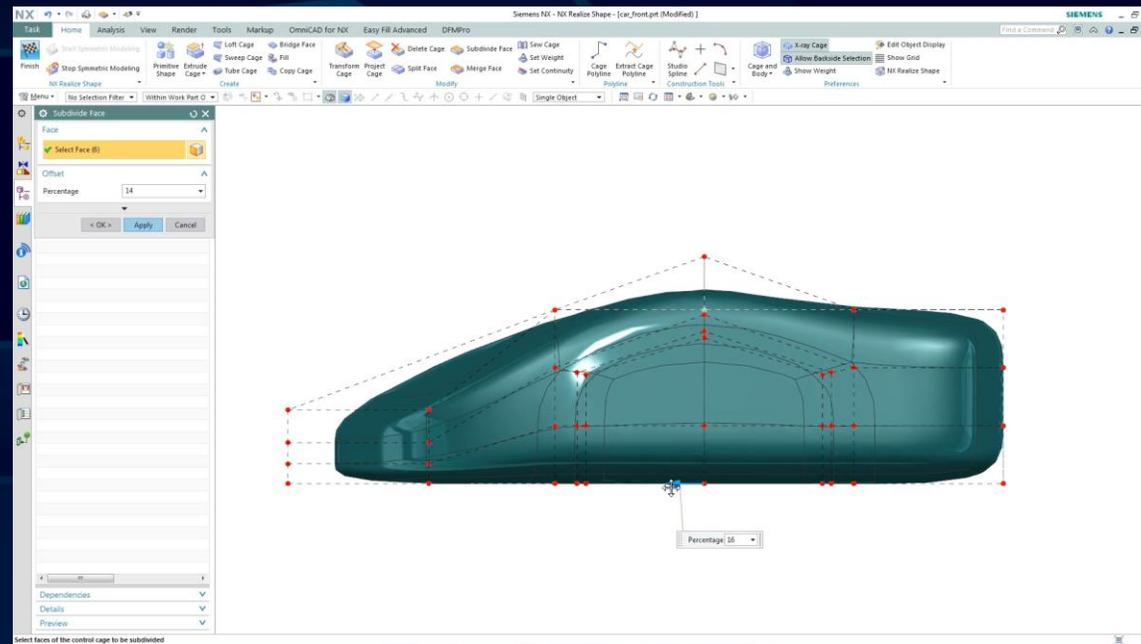 NX
Siemens NX - NX Realize Shape - [car_front.prt (Modified) ]
SIEMENS
Task Home Analysis View Render Tools Markup OmniCAD for NX Easy Fill Advanced DFMPro
Find a Command
Finish
Start Symmetric Modeling
Stop Symmetric Modeling
NX Realize Shape
Primitive Shape
Extrude Cage
Loft Cage
Sweep Cage
Tube Cage
Bridge Face
Fill
Copy Cage
Create
Transform Cage
Project Cage
Delete Cage
Split Face
Subdivide Face
Merge Face
Sew Cage
Set Weight
Set Continuity
Modify
Cage Polyline
Extract Cage Polyline
Polyline
Studio Spline
Construction Tools
Cage and Body
X-ray Cage
Allow Backside Selection
Show Weight
Edit Object Display
Show Grid
NX Realize Shape
Preferences
Menu
No Selection Filter
Within Work Part O
Single Object
Subdivide Face
Face
Select Face (6)
Offset
Percentage 14
< OK > Apply Cancel
Percentage 16
Dependencies
Details
Preview
Select faces of the control cage to be subdivided